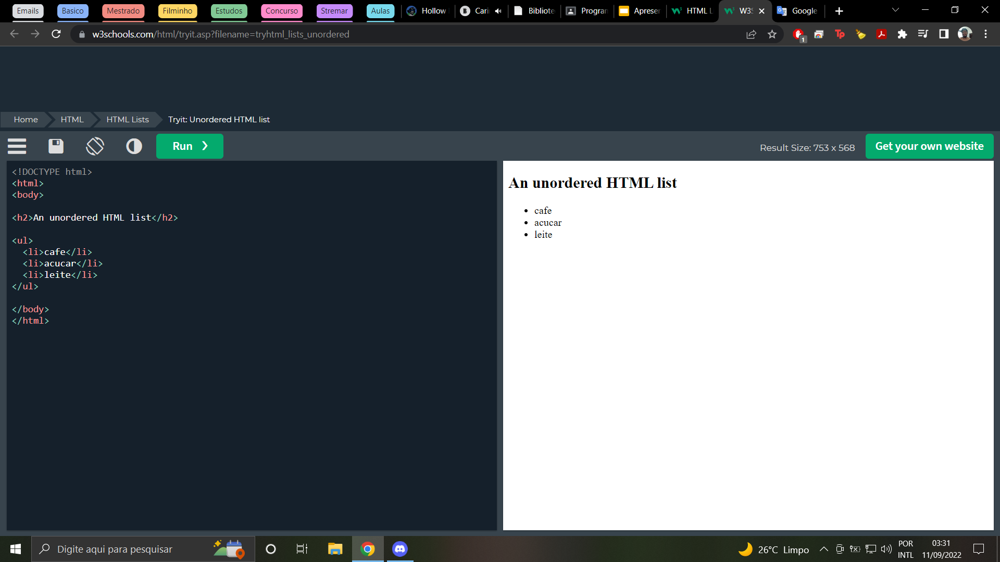 Emails Basico Mestrado Filminho Estudos Concurso Stremar Aulas Hollow Cari Bibliote Program Apresen HTML L W3S Google
w3schools.com/html/tryit.asp?filename=tryhtml_lists_unordered
1
Home HTML HTML Lists Tryit: Unordered HTML list
Run ❯ Result Size: 753 x 568 Get your own website
<!DOCTYPE html>
<html>
<body>
<h2>An unordered HTML list</h2>
<ul>
<li>cafe</li>
<li>acucar</li>
<li>leite</li>
</ul>
</body>
</html>
An unordered HTML list
• cafe
• acucar
• leite
Digite aqui para pesquisar
26°C Limpo
POR
INTL
03:31
11/09/2022